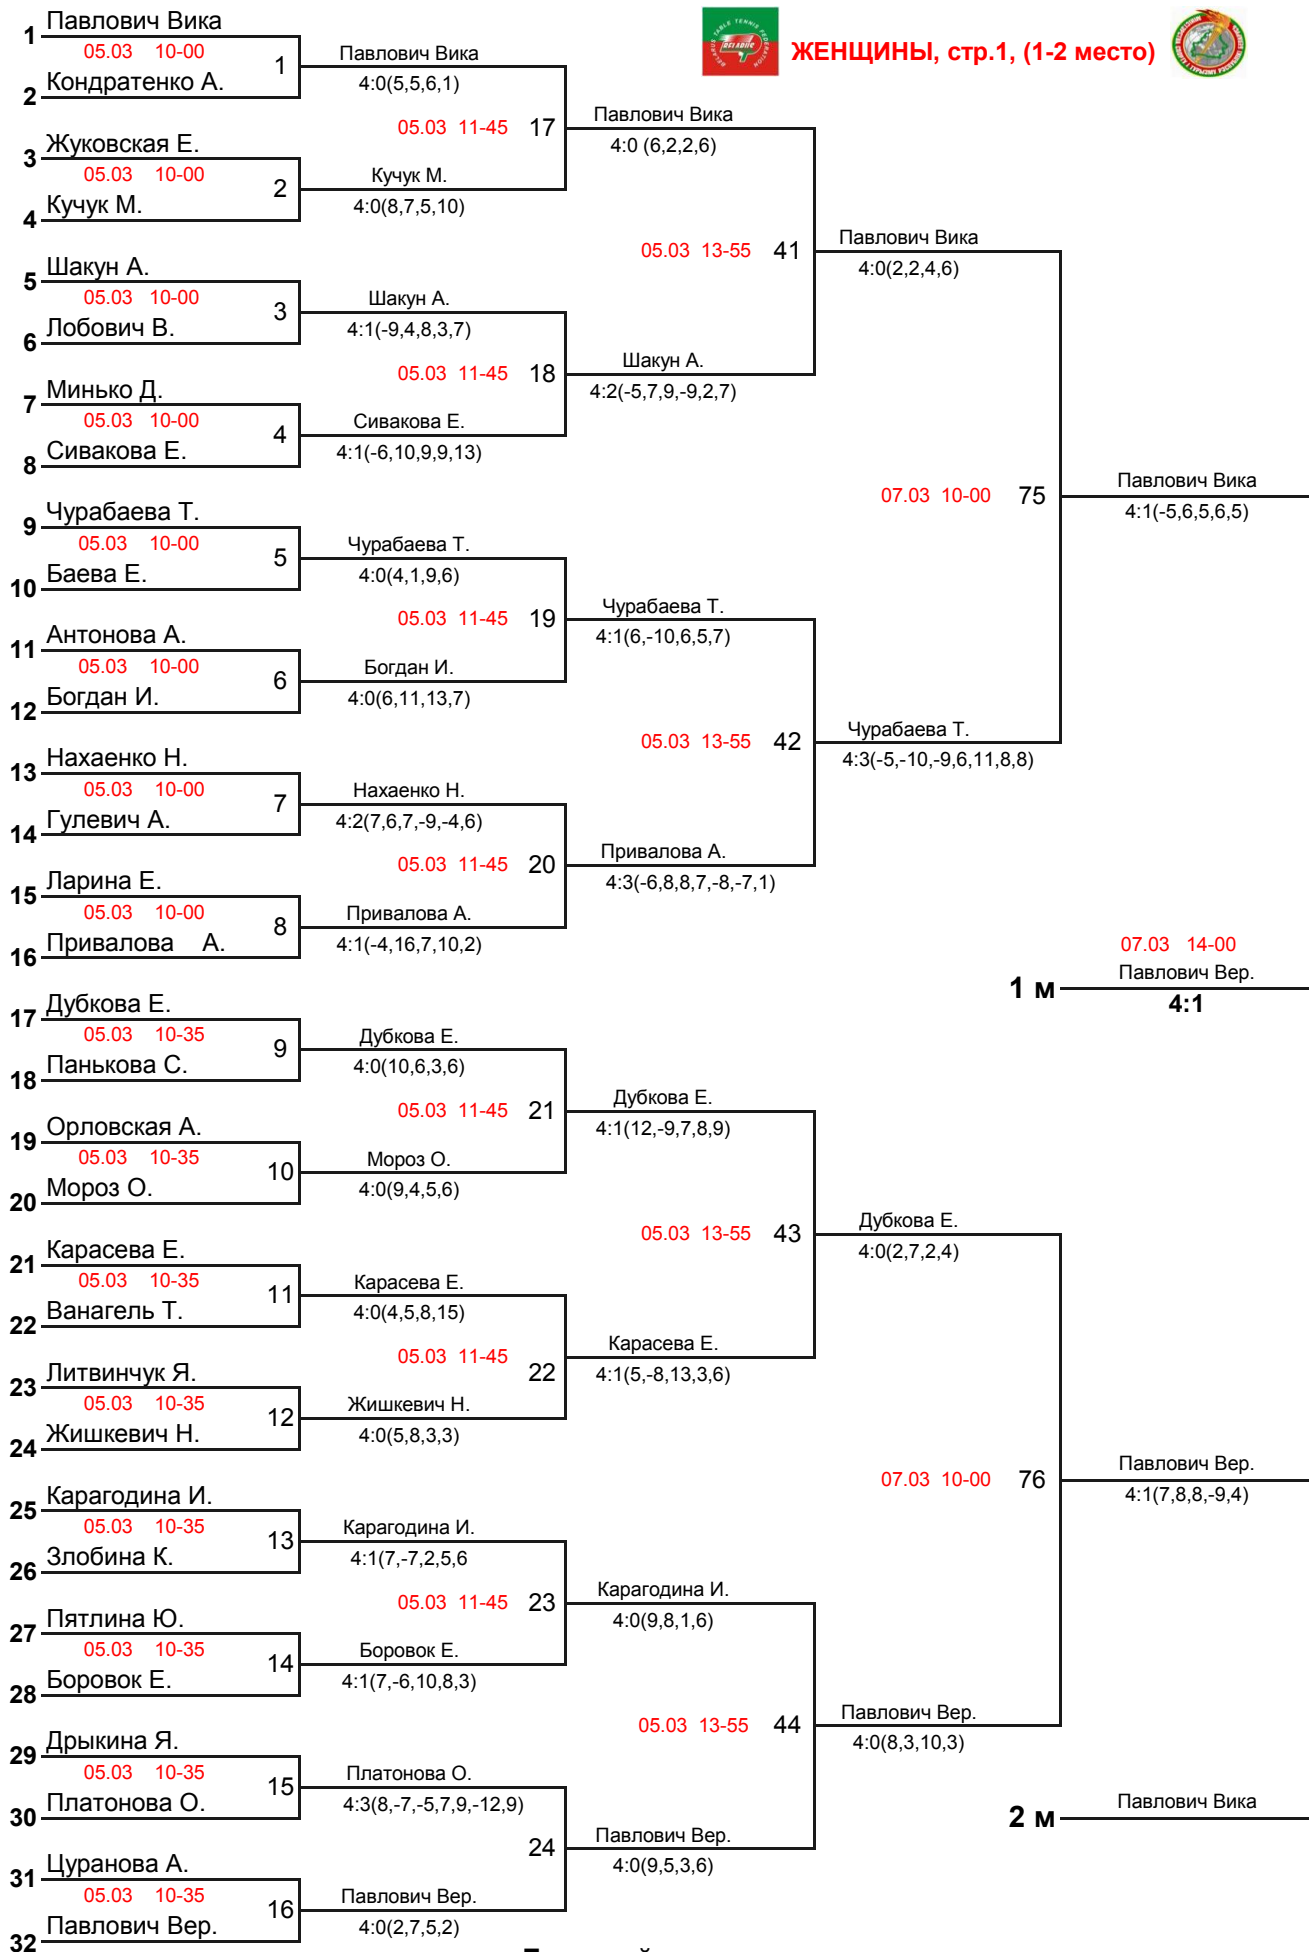 ЖЕНЩИНЫ, стр.1, (1-2 место)
1 Павлович Вика
05.03 10-00 1
2 Кондратенко А.
Павлович Вика
4:0(5,5,6,1)
05.03 11-45 17
3 Жуковская Е.
05.03 10-00 2
4 Кучук М.
Кучук М.
4:0(8,7,5,10)
Павлович Вика
4:0 (6,2,2,6)
05.03 13-55 41
5 Шакун А.
05.03 10-00 3
6 Лобович В.
Шакун А.
4:1(-9,4,8,3,7)
05.03 11-45 18
7 Минько Д.
05.03 10-00 4
8 Сивакова Е.
Сивакова Е.
4:1(-6,10,9,9,13)
Шакун А.
4:2(-5,7,9,-9,2,7)
Павлович Вика
4:0(2,2,4,6)
07.03 10-00 75
Павлович Вика
4:1(-5,6,5,6,5)
9 Чурабаева Т.
05.03 10-00 5
10 Баева Е.
Чурабаева Т.
4:0(4,1,9,6)
05.03 11-45 19
11 Антонова А.
05.03 10-00 6
12 Богдан И.
Богдан И.
4:0(6,11,13,7)
Чурабаева Т.
4:1(6,-10,6,5,7)
05.03 13-55 42
Чурабаева Т.
4:3(-5,-10,-9,6,11,8,8)
13 Нахаенко Н.
05.03 10-00 7
14 Гулевич А.
Нахаенко Н.
4:2(7,6,7,-9,-4,6)
05.03 11-45 20
15 Ларина Е.
05.03 10-00 8
16 Привалова А.
Привалова А.
4:1(-4,16,7,10,2)
Привалова А.
4:3(-6,8,8,7,-8,-7,1)
07.03 14-00
1 м Павлович Вер.
4:1
17 Дубкова Е.
05.03 10-35 9
18 Панькова С.
Дубкова Е.
4:0(10,6,3,6)
05.03 11-45 21
19 Орловская А.
05.03 10-35 10
20 Мороз О.
Мороз О.
4:0(9,4,5,6)
Дубкова Е.
4:1(12,-9,7,8,9)
05.03 13-55 43
Дубкова Е.
4:0(2,7,2,4)
21 Карасева Е.
05.03 10-35 11
22 Ванагель Т.
Карасева Е.
4:0(4,5,8,15)
05.03 11-45 22
23 Литвинчук Я.
05.03 10-35 12
24 Жишкевич Н.
Жишкевич Н.
4:0(5,8,3,3)
Карасева Е.
4:1(5,-8,13,3,6)
07.03 10-00 76
Павлович Вер.
4:1(7,8,8,-9,4)
25 Карагодина И.
05.03 10-35 13
26 Злобина К.
Карагодина И.
4:1(7,-7,2,5,6
05.03 11-45 23
27 Пятлина Ю.
05.03 10-35 14
28 Боровок Е.
Боровок Е.
4:1(7,-6,10,8,3)
Карагодина И.
4:0(9,8,1,6)
05.03 13-55 44
Павлович Вер.
4:0(8,3,10,3)
29 Дрыкина Я.
05.03 10-35 15
30 Платонова О.
Платонова О.
4:3(8,-7,-5,7,9,-12,9)
24
31 Цуранова А.
05.03 10-35 16
32 Павлович Вер.
Павлович Вер.
4:0(2,7,5,2)
Павлович Вер.
4:0(9,5,3,6)
2 м Павлович Вика